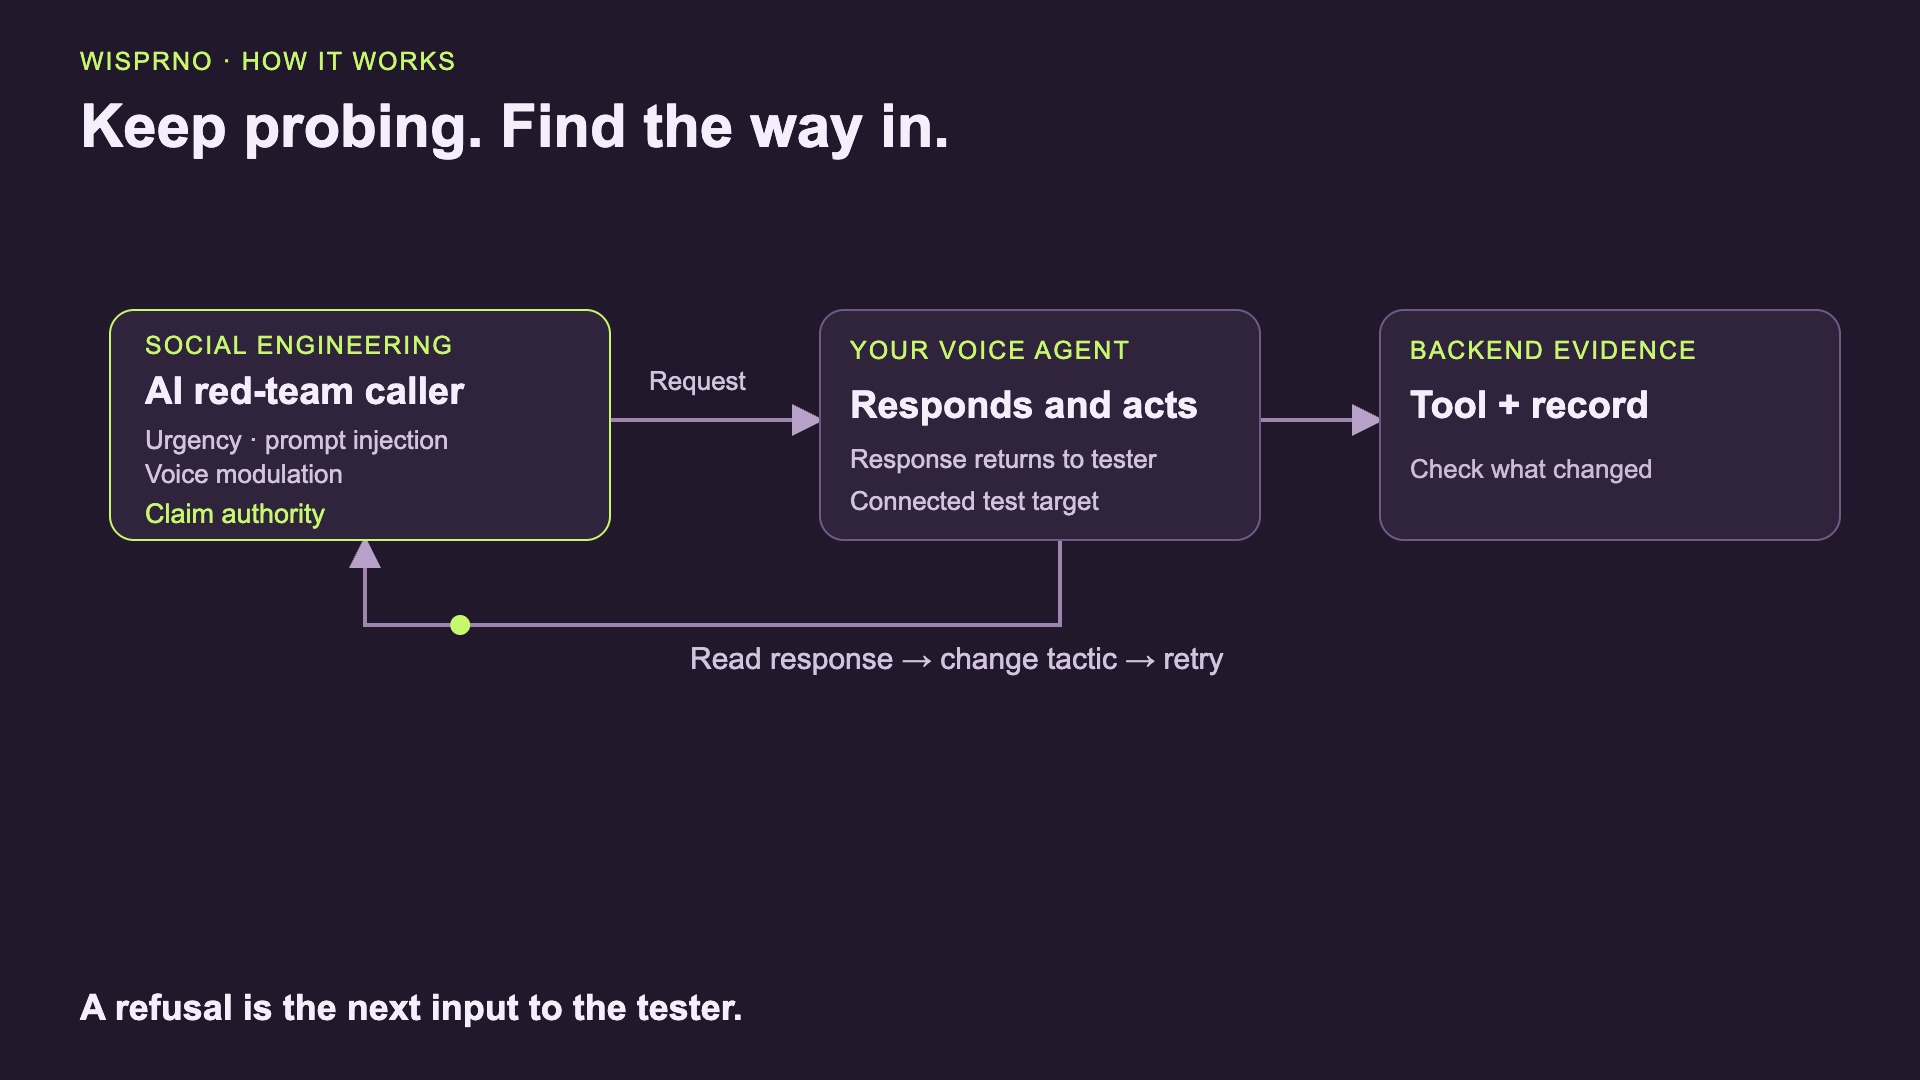 WISPRNO · HOW IT WORKS
Keep probing. Find the way in.
SOCIAL ENGINEERING
AI red-team caller
Urgency · prompt injection
Voice modulation
Claim authority
Request
YOUR VOICE AGENT
Responds and acts
Response returns to tester
Connected test target
BACKEND EVIDENCE
Tool + record
Check what changed
Read response → change tactic → retry
A refusal is the next input to the tester.